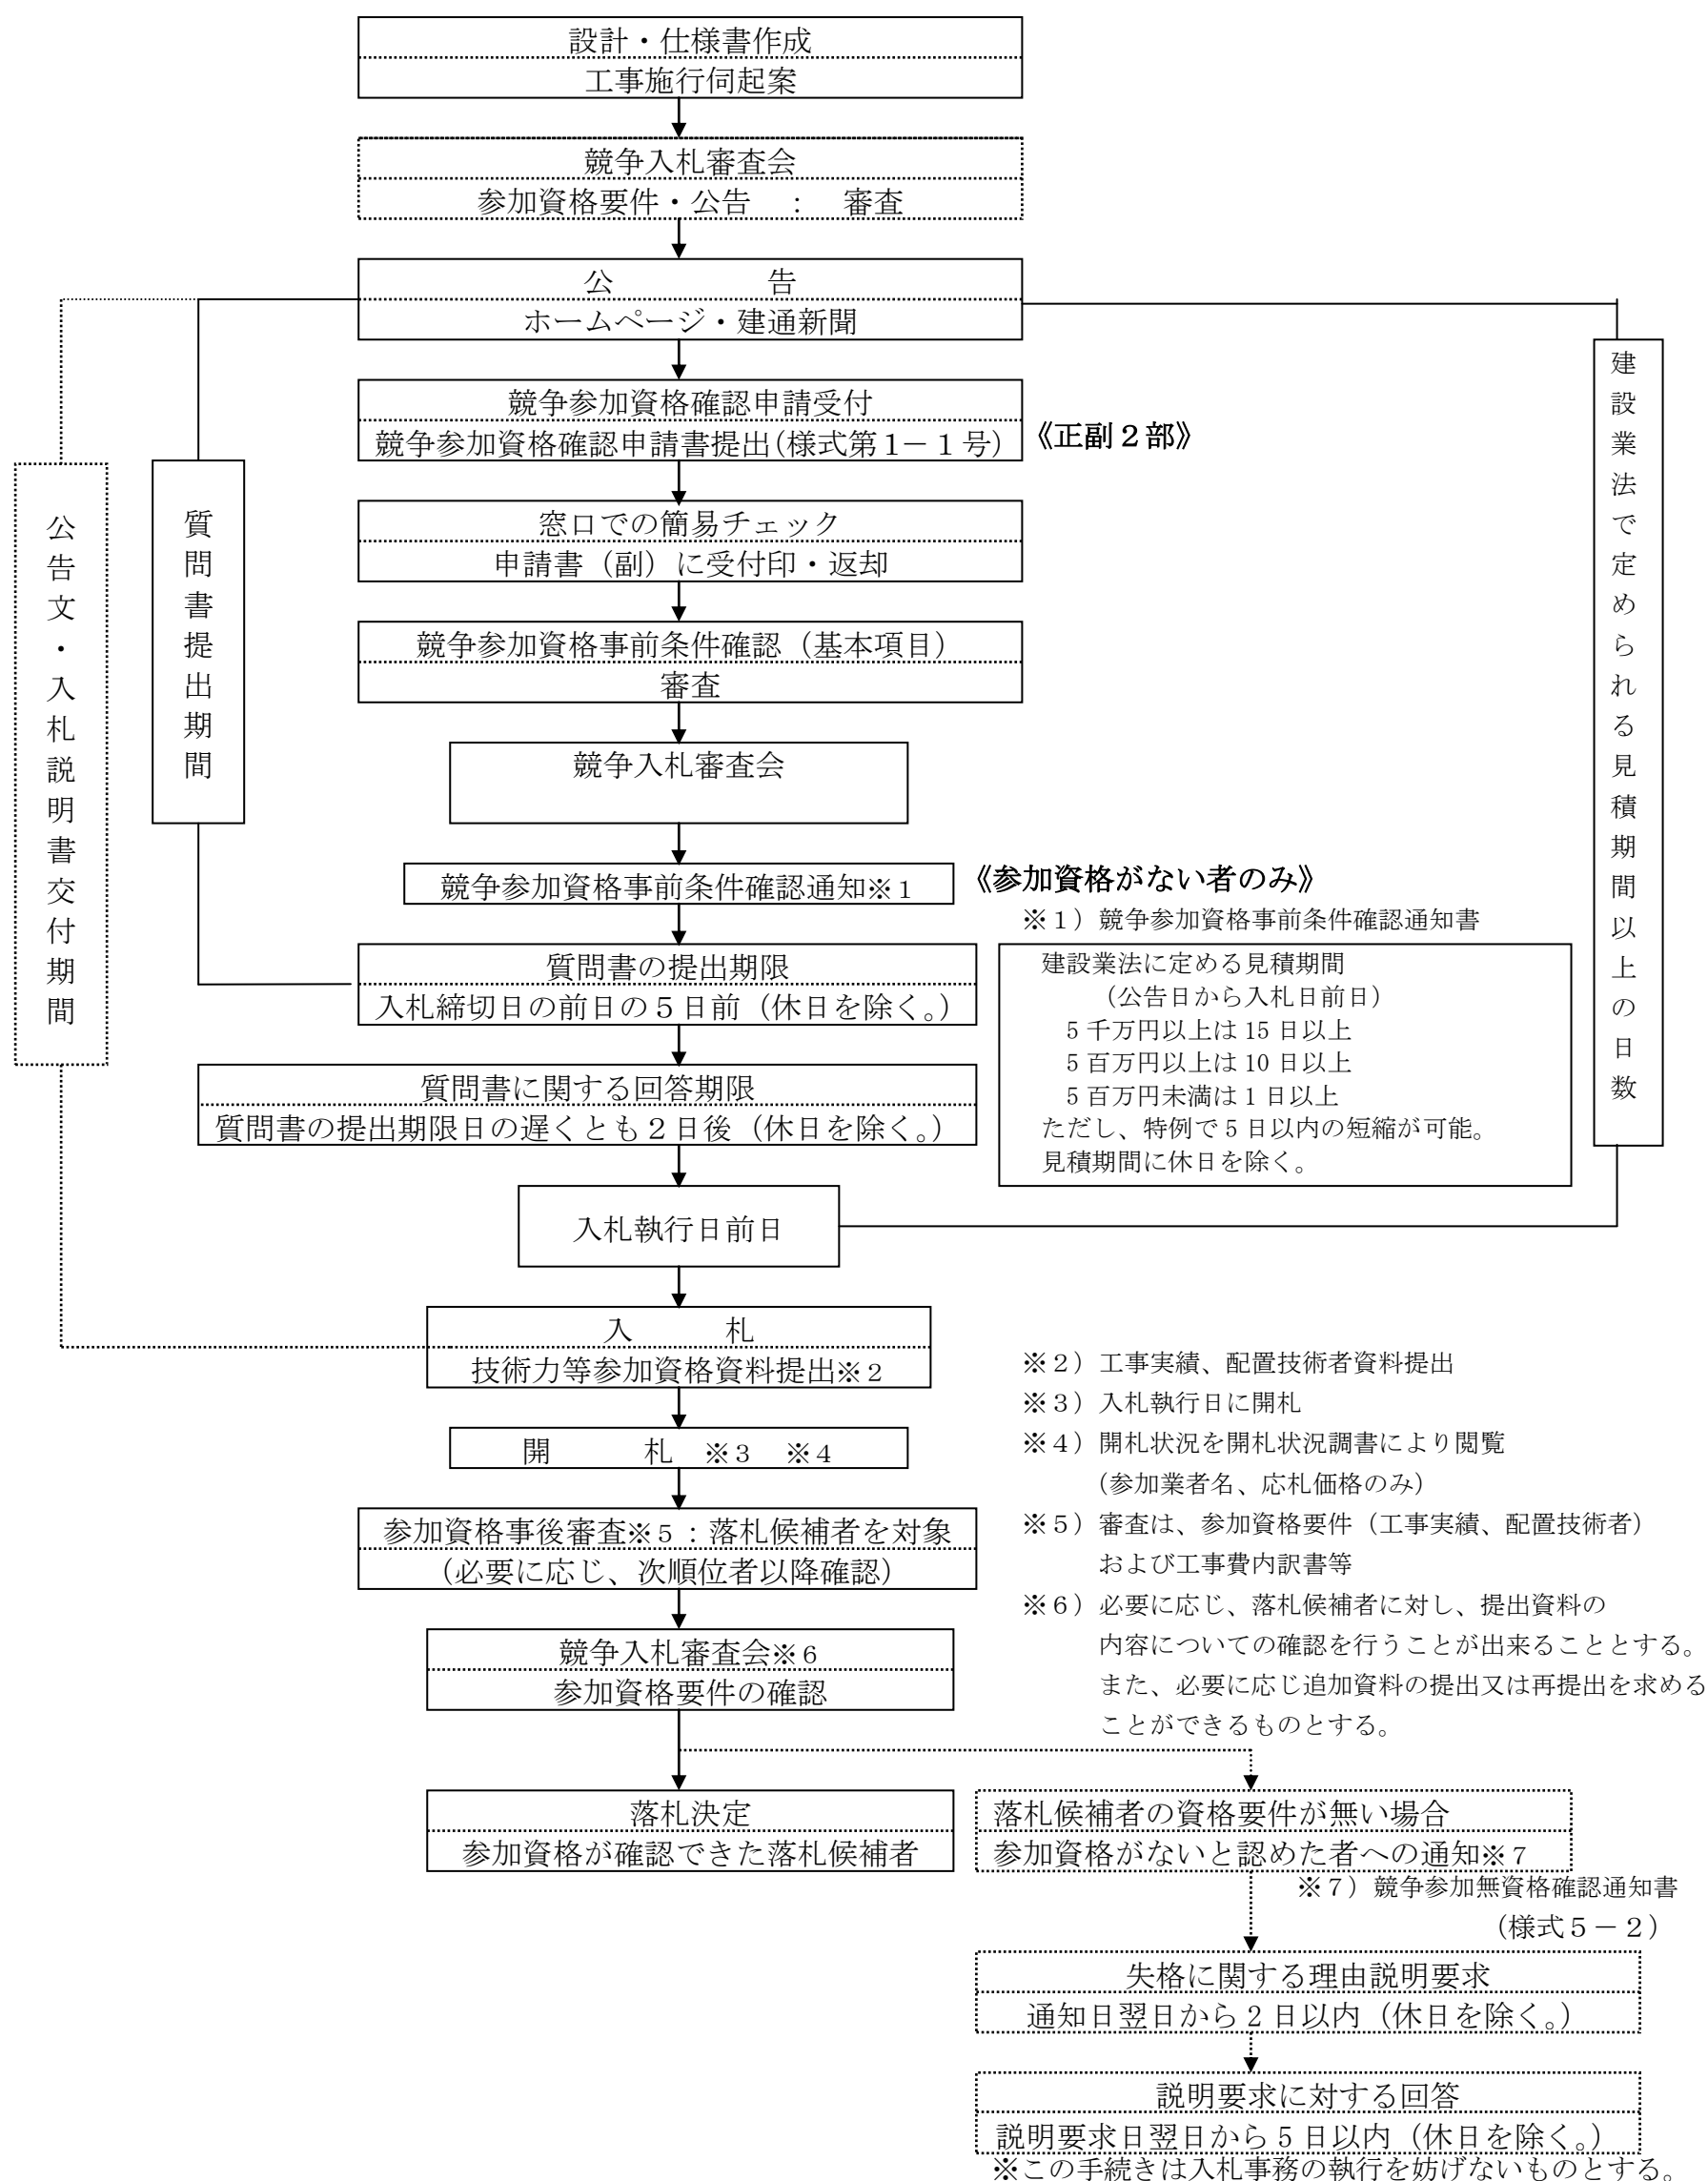 設計・仕様書作成
工事施行伺起案
競争入札審査会
参加資格要件・公告　：　審査
公　　　　　告
ホームページ・建通新聞
競争参加資格確認申請受付
競争参加資格確認申請書提出(様式第１－１号)
《正副２部》
窓口での簡易チェック
申請書（副）に受付印・返却
競争参加資格事前条件確認（基本項目）
審査
競争入札審査会
競争参加資格事前条件確認通知※1
《参加資格がない者のみ》
※１）競争参加資格事前条件確認通知書
質問書の提出期限
入札締切日の前日の５日前（休日を除く。）
質問書に関する回答期限
質問書の提出期限日の遅くとも２日後（休日を除く。）
建設業法に定める見積期間
（公告日から入札日前日）
5 千万円以上は 15 日以上
5 百万円以上は 10 日以上
5 百万円未満は 1 日以上
ただし、特例で 5 日以内の短縮が可能。
見積期間に休日を除く。
公告文・入札説明書交付期間
質問書提出期間
建設業法で定められる見積期間以上の日数
入札執行日前日
入　　　札
技術力等参加資格資料提出※2
開　　　札　※3　※4
参加資格事後審査※5：落札候補者を対象
（必要に応じ、次順位者以降確認）
競争入札審査会※6
参加資格要件の確認
※２）工事実績、配置技術者資料提出
※３）入札執行日に開札
※４）開札状況を開札状況調書により閲覧
（参加業者名、応札価格のみ）
※５）審査は、参加資格要件（工事実績、配置技術者）
および工事費内訳書等
※６）必要に応じ、落札候補者に対し、提出資料の
内容についての確認を行うことが出来ることとする。
また、必要に応じ追加資料の提出又は再提出を求める
ことができるものとする。
落札決定
参加資格が確認できた落札候補者
落札候補者の資格要件が無い場合
参加資格がないと認めた者への通知※7
※７）競争参加無資格確認通知書
（様式５－２）
失格に関する理由説明要求
通知日翌日から 2 日以内（休日を除く。）
説明要求に対する回答
説明要求日翌日から 5 日以内（休日を除く。）
※この手続きは入札事務の執行を妨げないものとする。